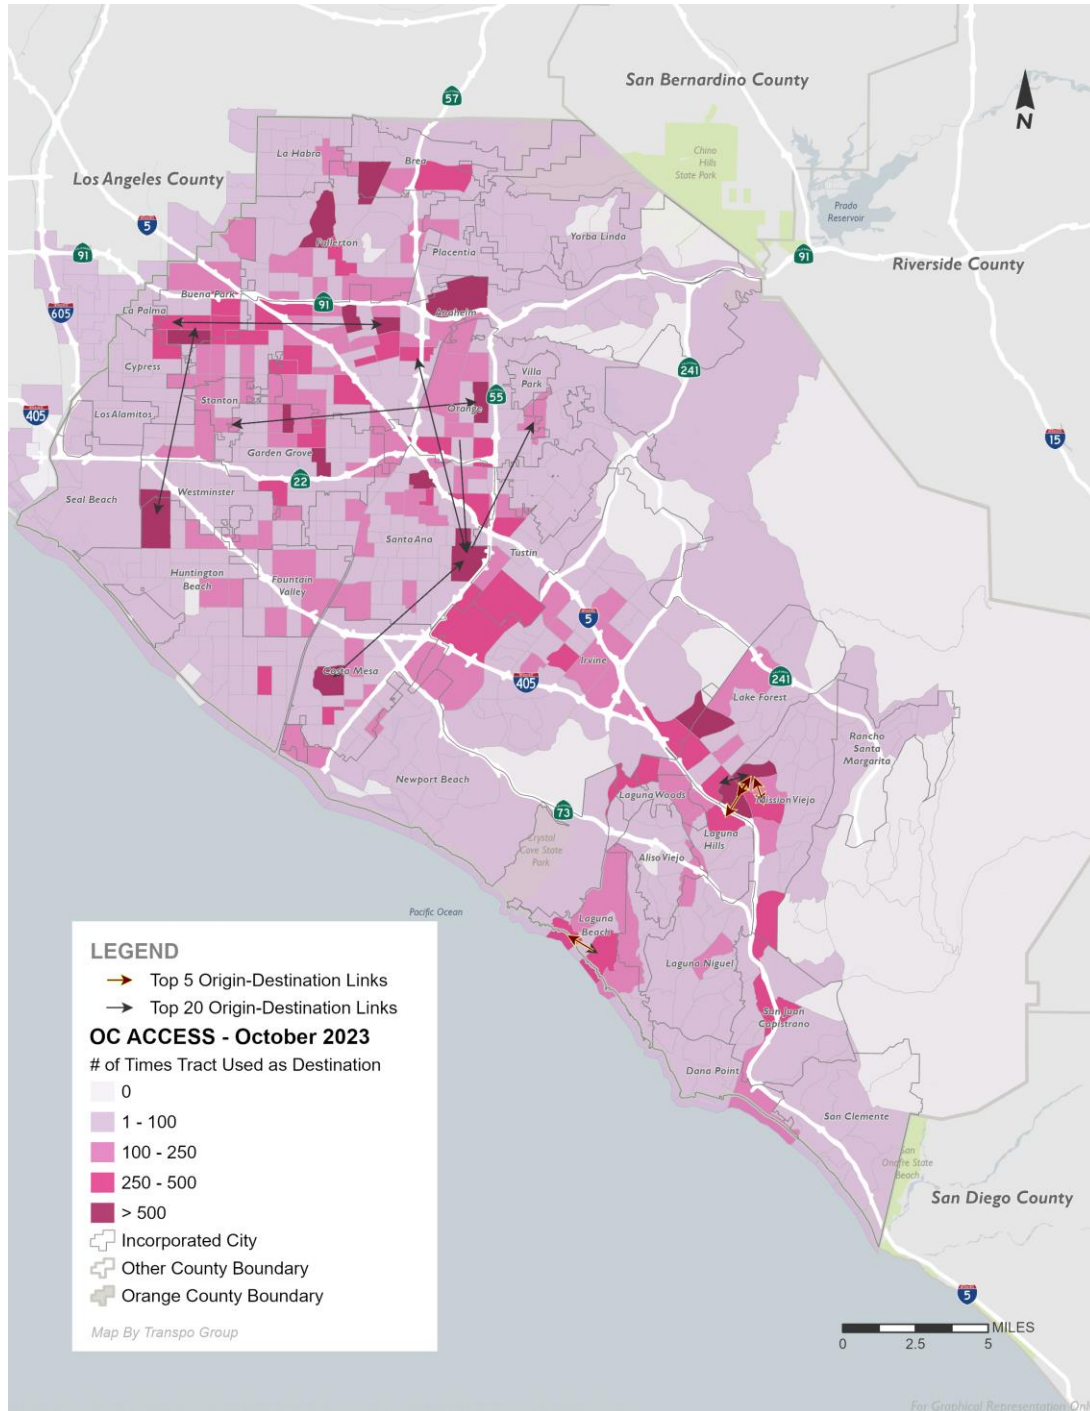 San Bernardino County
57
N
Chino
Hills
State Park
La Habra
Brea
Los Angeles County
Prado
Reservoir
5
Fullerton
Yorba Linda
91
Placentia
91
Riverside County
Buena Park
91
La Palma
605
Anaheim
Cypress
241
Villa
Park
Stanton
55
Los Alamitos
Orange
405
15
Garden Grove
22
Seal Beach
Westminster
Santa Ana
Tustin
Huntington
Beach
Fountain
Valley
5
Irvine
Costa Mesa
405
241
Lake Forest
Rancho
Santa
Margarita
Newport Beach
Laguna Woods
Mission Viejo
73
Laguna
Hills
Crystal
Cove State
Park
Aliso Viejo
Pacific Ocean
Laguna
Beach
Laguna Niguel
San Juan
Capistrano
Dana Point
San Clemente
San
Onofre State
Beach
San Diego County
5
LEGEND
Top 5 Origin-Destination Links
Top 20 Origin-Destination Links
OC ACCESS - October 2023
# of Times Tract Used as Destination
0
1 - 100
100 - 250
250 - 500
> 500
Incorporated City
Other County Boundary
Orange County Boundary
Map By Transpo Group
MILES
0 2.5 5
For Graphical Representation Onl